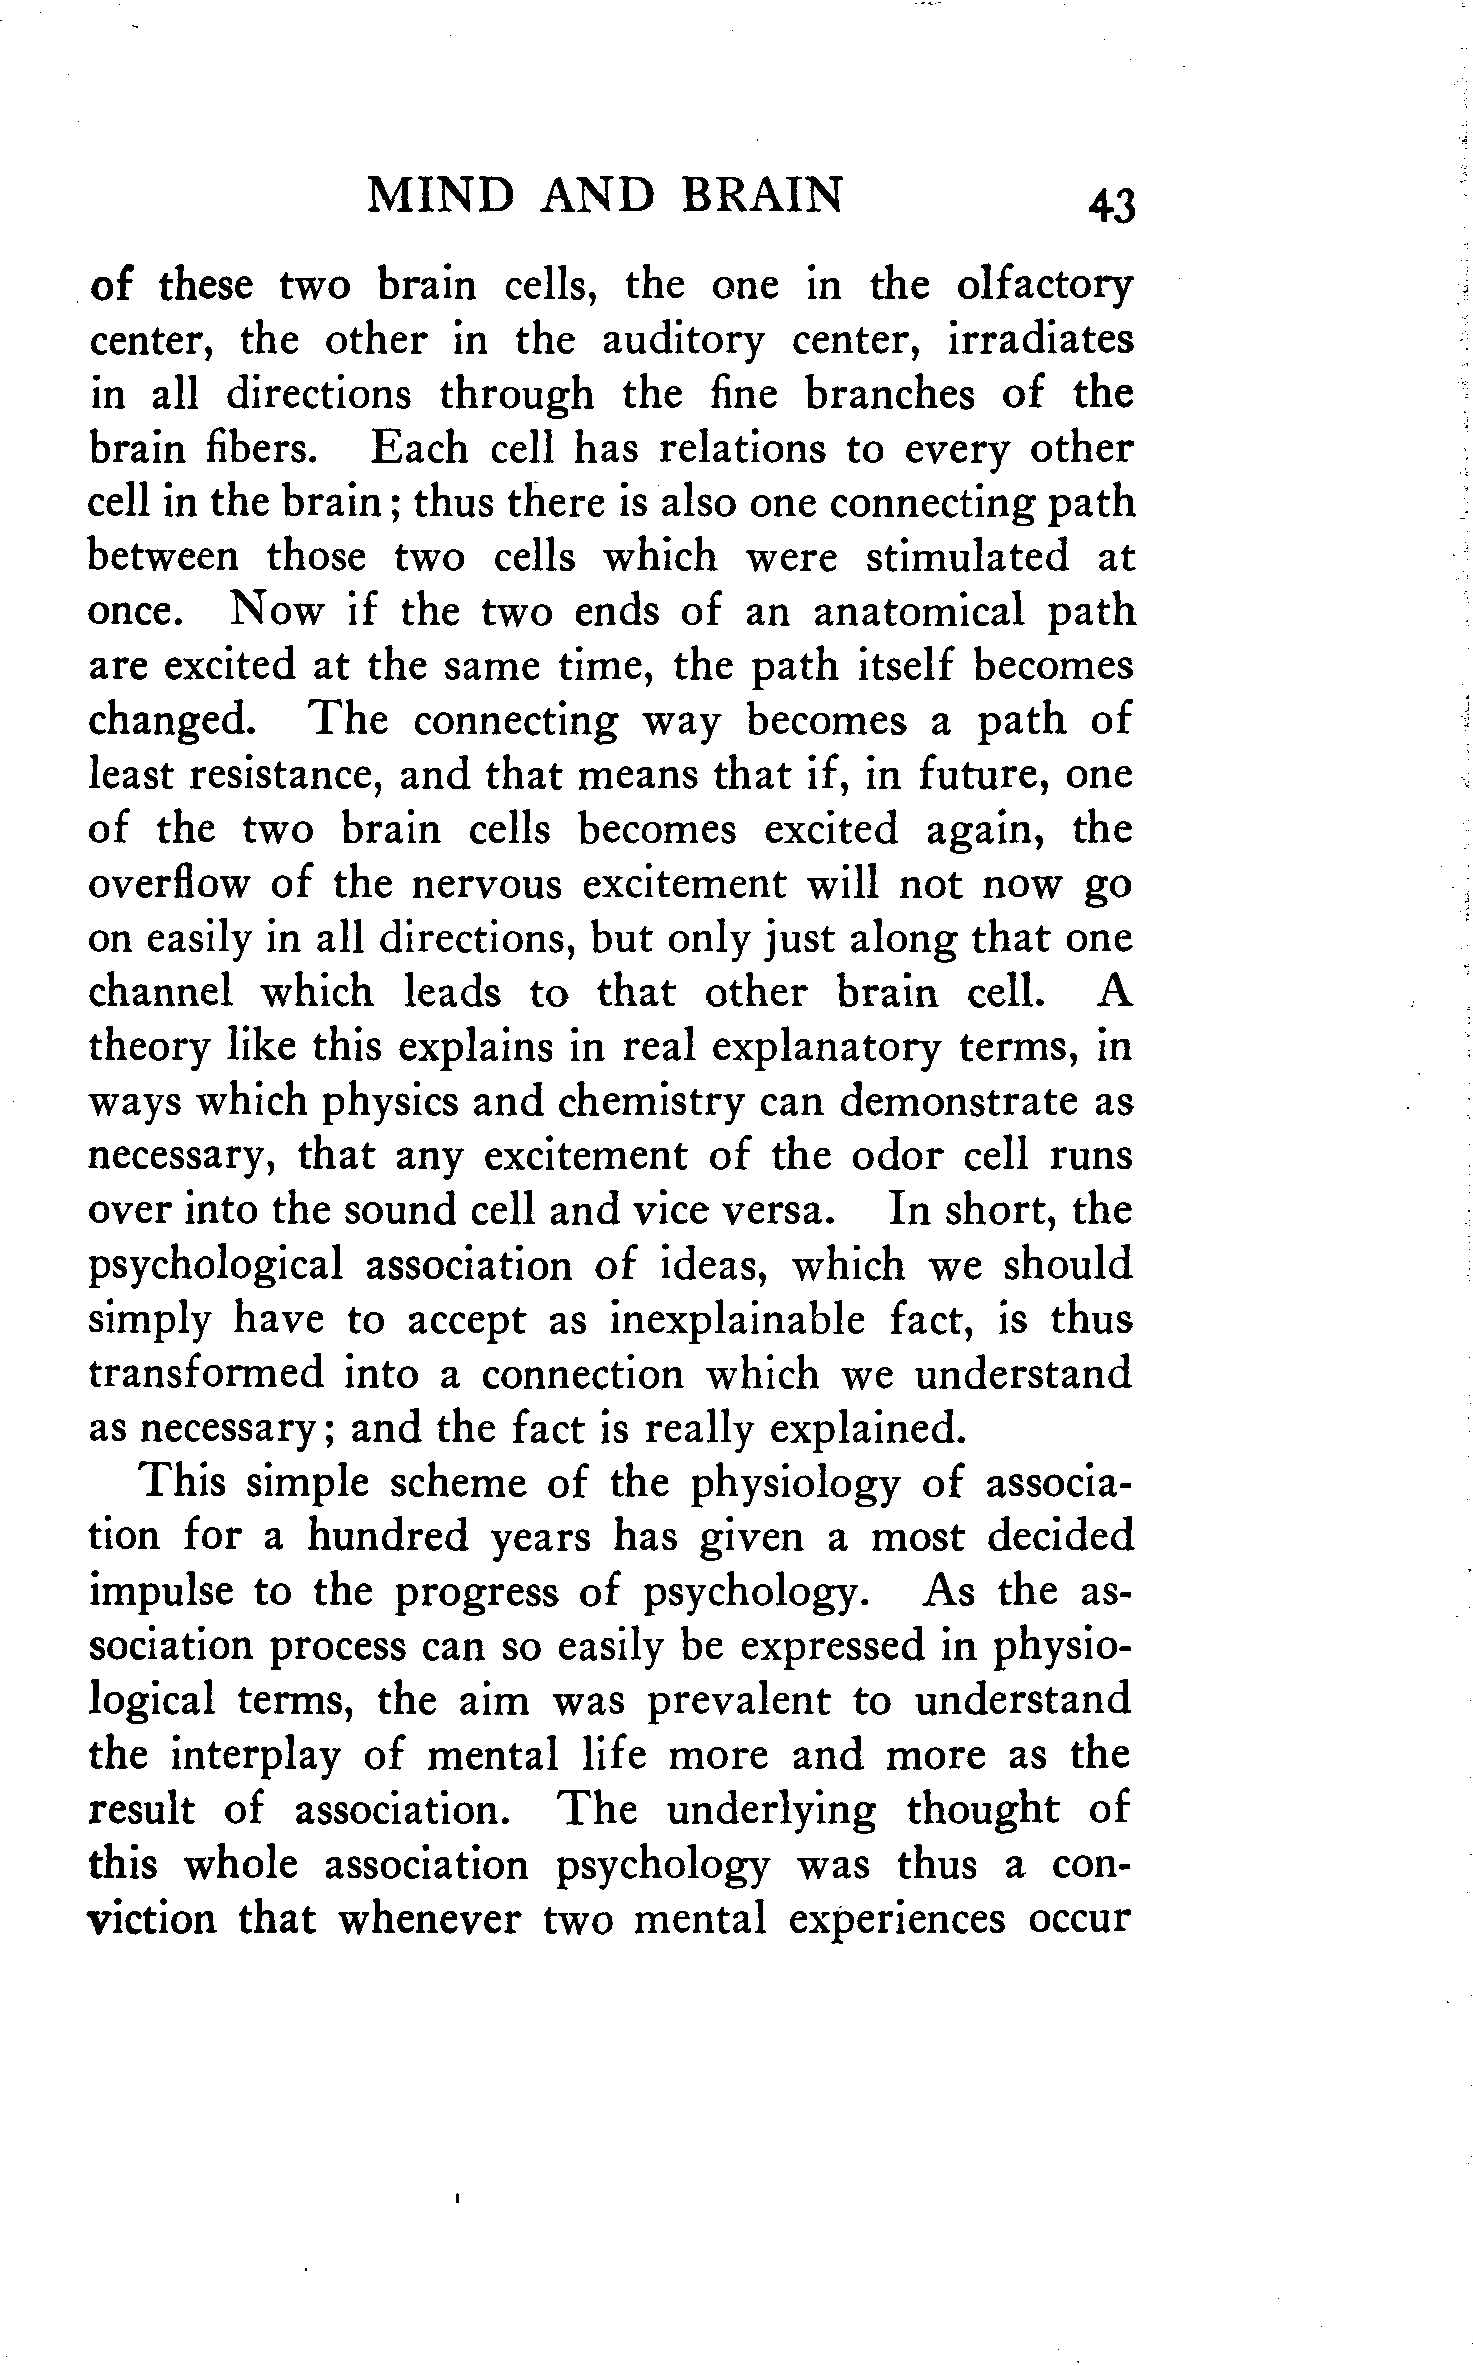 MIND AND BRAIN 43
of these two brain cells, the one in the olfactory
center, the other in the auditory center, irradiates
in all directions through the fine branches of the
brain fibers. Each cell has relations to every other
cell in the brain; thus there is also one connecting path
between those two cells which were stimulated at
once. Now if the two ends of an anatomical path
are excited at the same time, the path itself becomes
changed. The connecting way becomes a path of
least resistance, and that means that if, in future, one
of the two brain cells becomes excited again, the
overflow of the nervous excitement will not now go
on easily in all directions, but only just along that one
channel which leads to that other brain cell. A
theory like this explains in real explanatory terms, in
ways which physics and chemistry can demonstrate as
necessary, that any excitement of the odor cell runs
over into the sound cell and vice versa. In short, the
psychological association of ideas, which we should
simply have to accept as inexplainable fact, is thus
transformed into a connection which we understand
as necessary; and the fact is really explained.
This simple scheme of the physiology of associa-
tion for a hundred years has given a most decided
impulse to the progress of psychology. As the as-
sociation process can so easily be expressed in physio-
logical terms, the aim was prevalent to understand
the interplay of mental life more and more as the
result of association. The underlying thought of
this whole association psychology was thus a con-
viction that whenever two mental experiences occur